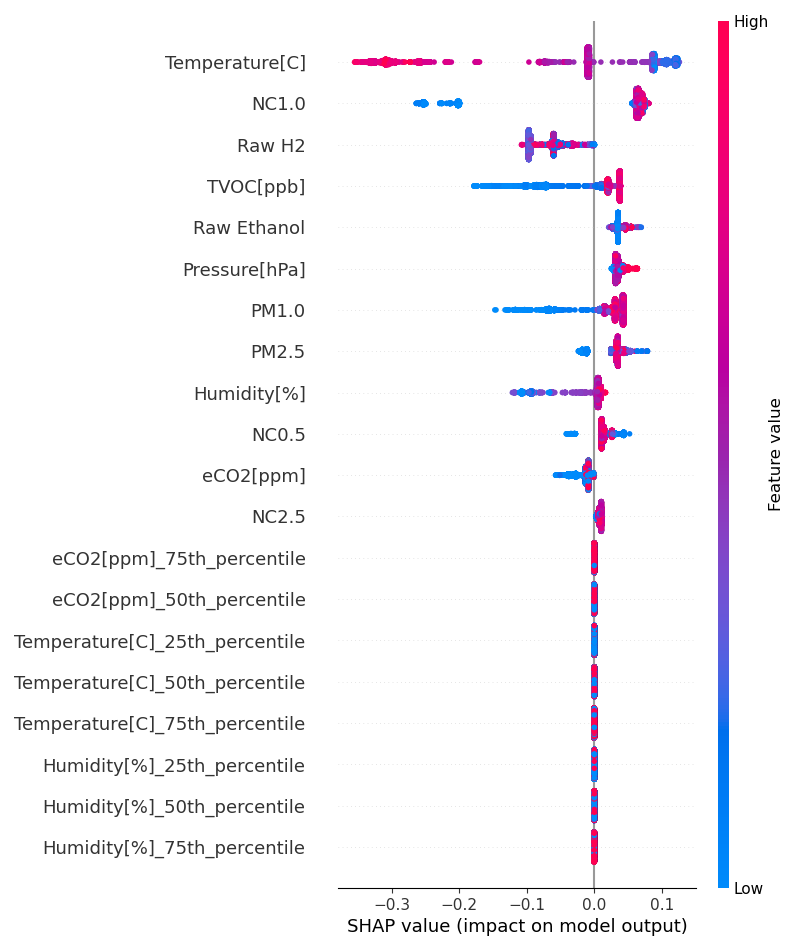 High
Temperature[C]
NC1.0
Raw H2
TVOC[ppb]
Raw Ethanol
Pressure[hPa]
PM1.0
PM2.5
Humidity[%]
NC0.5
eCO2[ppm]
NC2.5
eCO2[ppm]_75th_percentile
eCO2[ppm]_50th_percentile
Temperature[C]_25th_percentile
Temperature[C]_50th_percentile
Temperature[C]_75th_percentile
Humidity[%]_25th_percentile
Humidity[%]_50th_percentile
Humidity[%]_75th_percentile
Feature value
Low
−0.3 −0.2 −0.1 0.0 0.1
SHAP value (impact on model output)